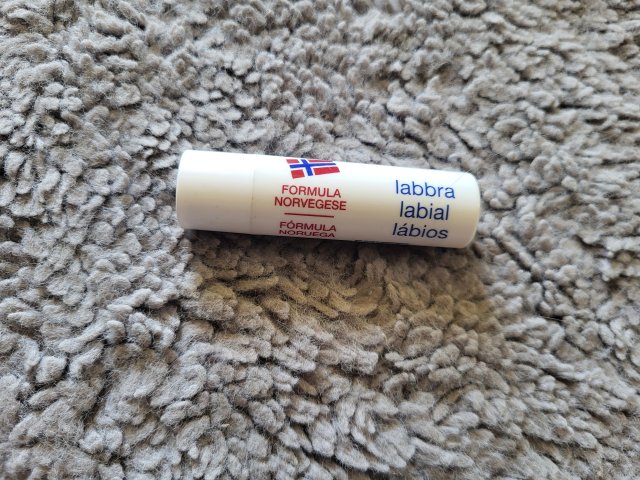 FORMULA
NORVEGESE
FÓRMULA
NORUEGA
labbra
labial
lábios